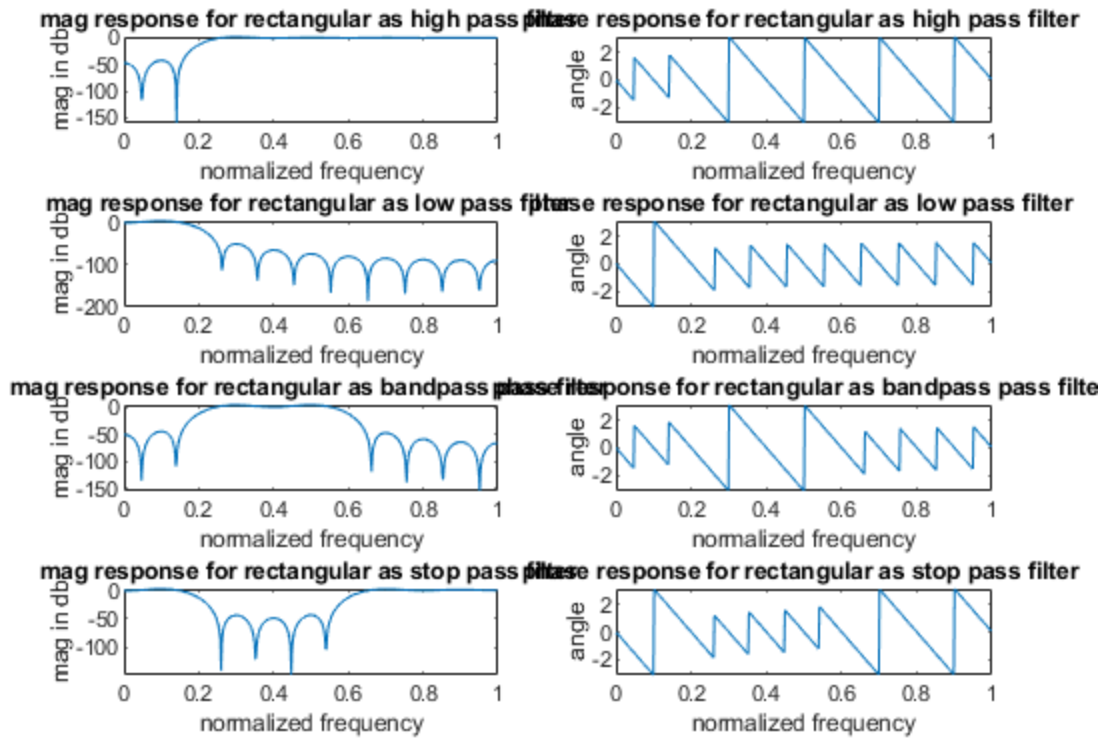 mag response for rectangular as high pass filter
phase response for rectangular as high pass filter
mag in db
0
-50
-100
-150
0 0.2 0.4 0.6 0.8 1
normalized frequency
angle
2
0
-2
0 0.2 0.4 0.6 0.8 1
normalized frequency
mag response for rectangular as low pass filter
phase response for rectangular as low pass filter
mag in db
0
-100
-200
0 0.2 0.4 0.6 0.8 1
normalized frequency
angle
2
0
-2
0 0.2 0.4 0.6 0.8 1
normalized frequency
mag response for rectangular as bandpass pass filter
phase response for rectangular as bandpass pass filte
mag in db
0
-50
-100
-150
0 0.2 0.4 0.6 0.8 1
normalized frequency
angle
2
0
-2
0 0.2 0.4 0.6 0.8 1
normalized frequency
mag response for rectangular as stop pass filter
phase response for rectangular as stop pass filter
mag in db
0
-50
-100
0 0.2 0.4 0.6 0.8 1
normalized frequency
angle
2
0
-2
0 0.2 0.4 0.6 0.8 1
normalized frequency